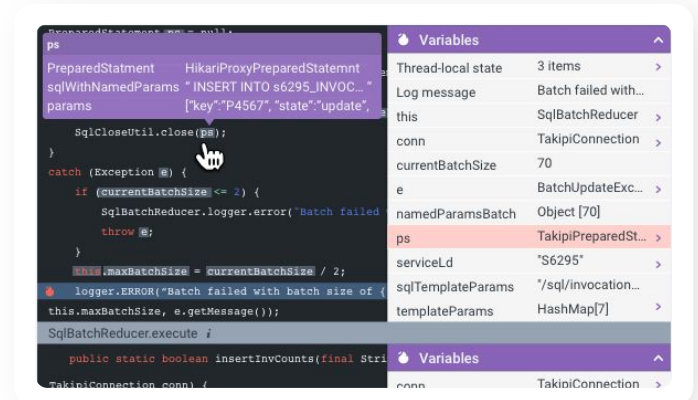 PreparedStatement ps = null;
ps
PreparedStatment HikariProxyPreparedStatemnt
sqlWithNamedParams “ INSERT INTO s6295_INVOC... “
params ["key":"P4567", "state":"update",
SqlCloseUtil.close(ps);
}
catch (Exception e) {
if (currentBatchSize <= 2) {
SqlBatchReducer.logger.error("Batch failed
throw e;
}
this.maxBatchSize = currentBatchSize / 2;
logger.ERROR(“Batch failed with batch size of {
this.maxBatchSize, e.getMessage());
SqlBatchReducer.execute i
public static boolean insertInvCounts(final Stri
TakipiConnection conn) {
Variables
Thread-local state 3 items
Log message Batch failed with...
this SqlBatchReducer
conn TakipiConnection
currentBatchSize 70
e BatchUpdateExc...
namedParamsBatch Object [70]
ps TakipiPreparedSt...
serviceLd "S6295"
sqlTemplateParams "/sql/invocation...
templateParams HashMap[7]
Variables
conn TakipiConnection